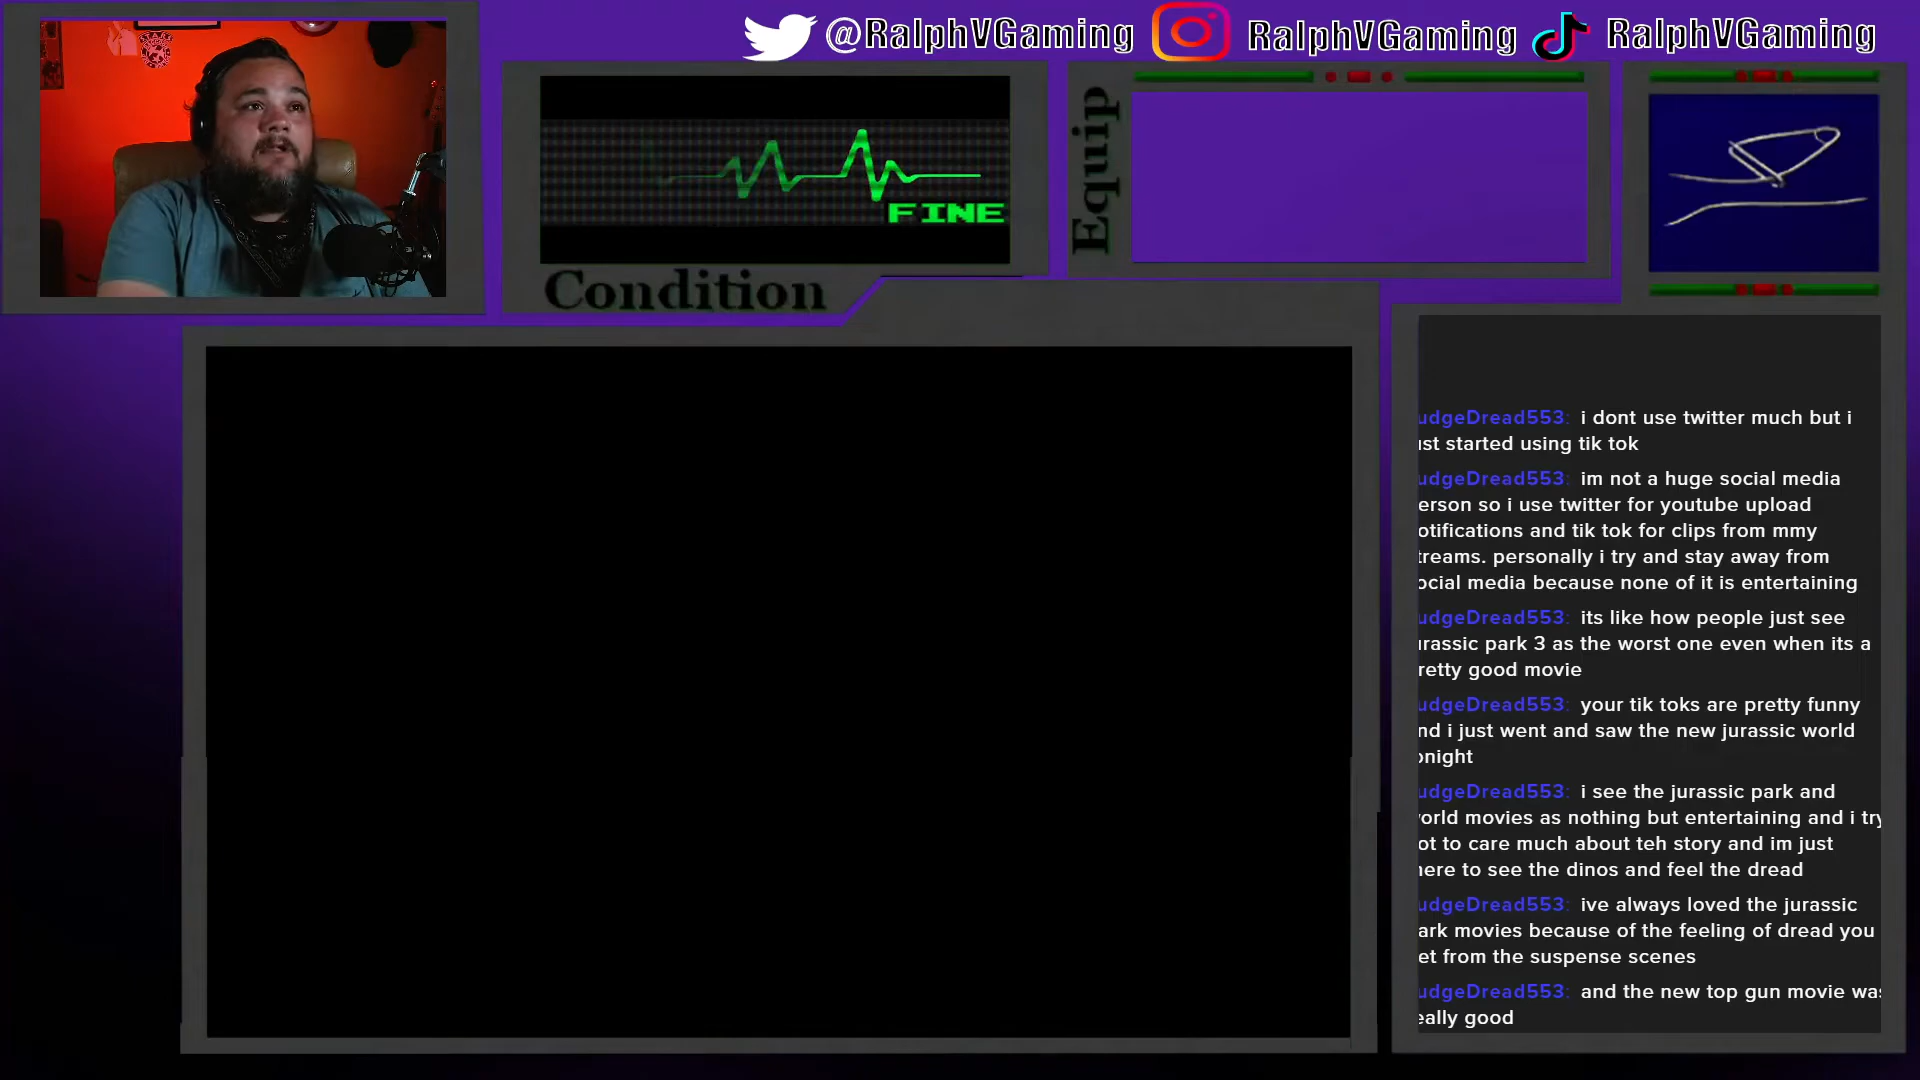 @RalphVGaming RalphVGaming RalphVGaming
FINE
Condition
Equip
udgeDread553: i dont use twitter much but i
ust started using tik tok
udgeDread553: im not a huge social media
erson so i use twitter for youtube upload
otifications and tik tok for clips from mmy
treams. personally i try and stay away from
ocial media because none of it is entertaining
udgeDread553: its like how people just see
urassic park 3 as the worst one even when its a
retty good movie
udgeDread553: your tik toks are pretty funny
nd i just went and saw the new jurassic world
onight
udgeDread553: i see the jurassic park and
orld movies as nothing but entertaining and i try
ot to care much about teh story and im just
here to see the dinos and feel the dread
udgeDread553: ive always loved the jurassic
ark movies because of the feeling of dread you
et from the suspense scenes
udgeDread553: and the new top gun movie was
eally good